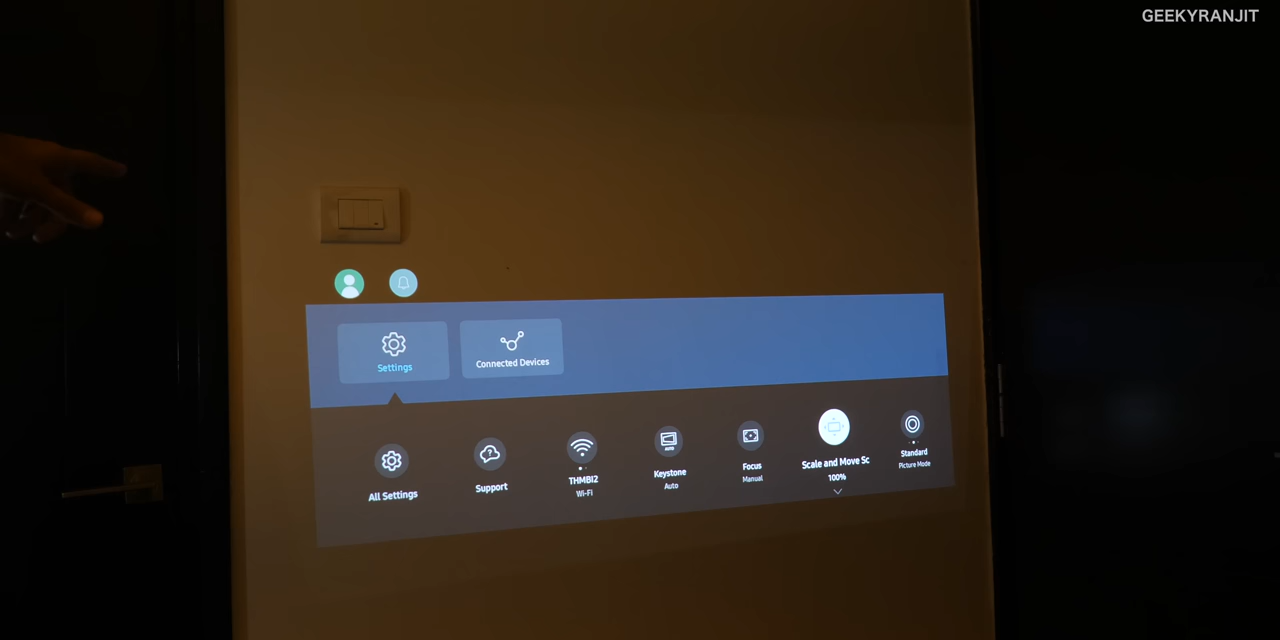 GEEKYRANJIT
Settings
Connected Devices
All Settings
Support
THMBI2
Wi-Fi
Keystone
Auto
Focus
Manual
Scale and Move Sc
100%
Standard
Picture Mode
AUTO